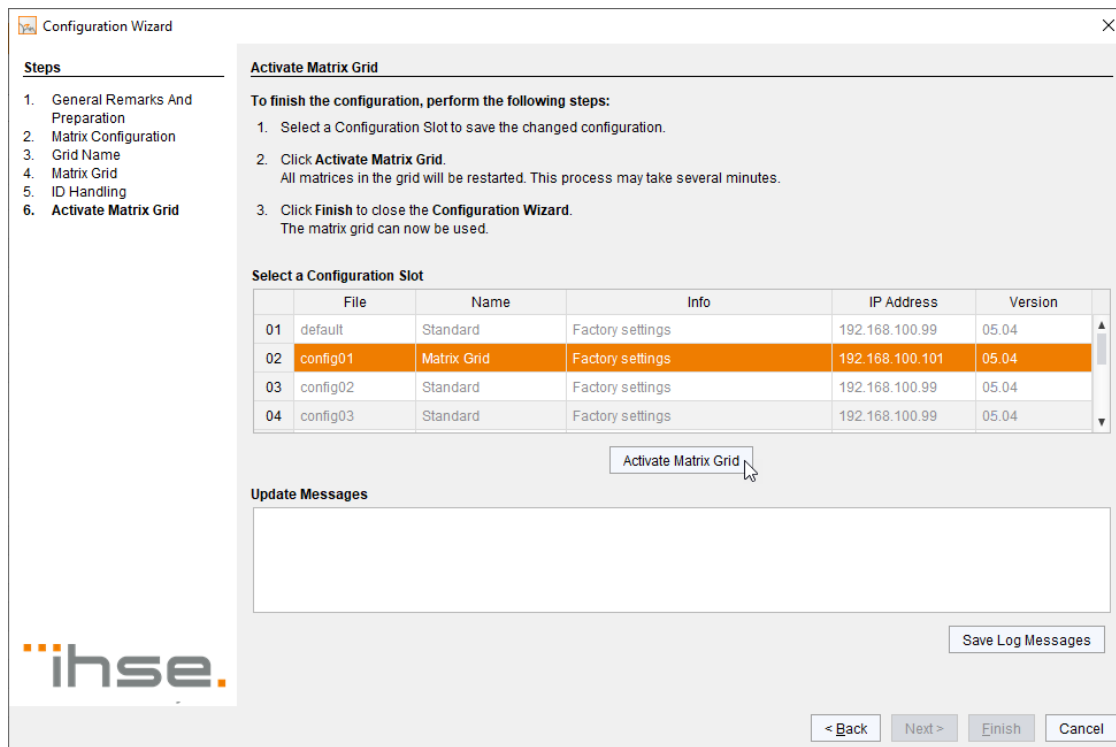 Configuration Wizard
Steps
1. General Remarks And
Preparation
2. Matrix Configuration
3. Grid Name
4. Matrix Grid
5. ID Handling
6. Activate Matrix Grid
Activate Matrix Grid
To finish the configuration, perform the following steps:
1. Select a Configuration Slot to save the changed configuration.
2. Click Activate Matrix Grid.
All matrices in the grid will be restarted. This process may take several minutes.
3. Click Finish to close the Configuration Wizard.
The matrix grid can now be used.
Select a Configuration Slot
File Name Info IP Address Version
01 default Standard Factory settings 192.168.100.99 05.04
02 config01 Matrix Grid Factory settings 192.168.100.101 05.04
03 config02 Standard Factory settings 192.168.100.99 05.04
04 config03 Standard Factory settings 192.168.100.99 05.04
Activate Matrix Grid
Update Messages
Save Log Messages
ihse.
< Back Next > Finish Cancel